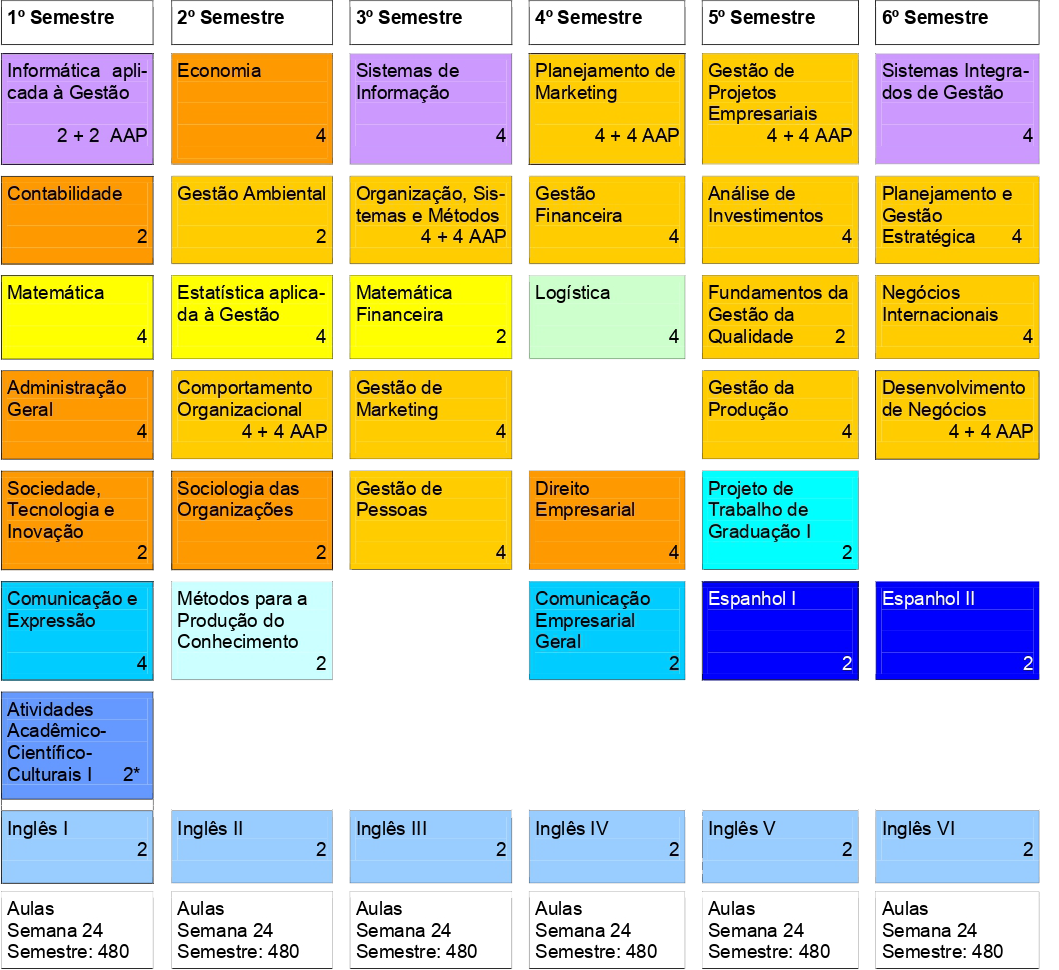 1º Semestre
2º Semestre
3º Semestre
4º Semestre
5º Semestre
6º Semestre
Informática apli-
cada à Gestão
2 + 2 AAP
Economia
4
Sistemas de
Informação
4
Planejamento de
Marketing
4 + 4 AAP
Gestão de
Projetos
Empresariais
4 + 4 AAP
Sistemas Integra-
dos de Gestão
4
Contabilidade
2
Gestão Ambiental
2
Organização, Sis-
temas e Métodos
4 + 4 AAP
Gestão
Financeira
4
Análise de
Investimentos
4
Planejamento e
Gestão
Estratégica 4
Matemática
4
Estatística aplica-
da à Gestão
4
Matemática
Financeira
2
Logística
4
Fundamentos da
Gestão da
Qualidade 2
Negócios
Internacionais
4
Administração
Geral
4
Comportamento
Organizacional
4 + 4 AAP
Gestão de
Marketing
4
Gestão da
Produção
4
Desenvolvimento
de Negócios
4 + 4 AAP
Sociedade,
Tecnologia e
Inovação
2
Sociologia das
Organizações
2
Gestão de
Pessoas
4
Direito
Empresarial
4
Projeto de
Trabalho de
Graduação I
2
Comunicação e
Expressão
4
Métodos para a
Produção do
Conhecimento
2
Comunicação
Empresarial
Geral
2
Espanhol I
2
Espanhol II
2
Atividades
Acadêmico-
Científico-
Culturais I 2*
Inglês I
2
Inglês II
2
Inglês III
2
Inglês IV
2
Inglês V
2
Inglês VI
2
Aulas
Semana 24
Semestre: 480
Aulas
Semana 24
Semestre: 480
Aulas
Semana 24
Semestre: 480
Aulas
Semana 24
Semestre: 480
Aulas
Semana 24
Semestre: 480
Aulas
Semana 24
Semestre: 480